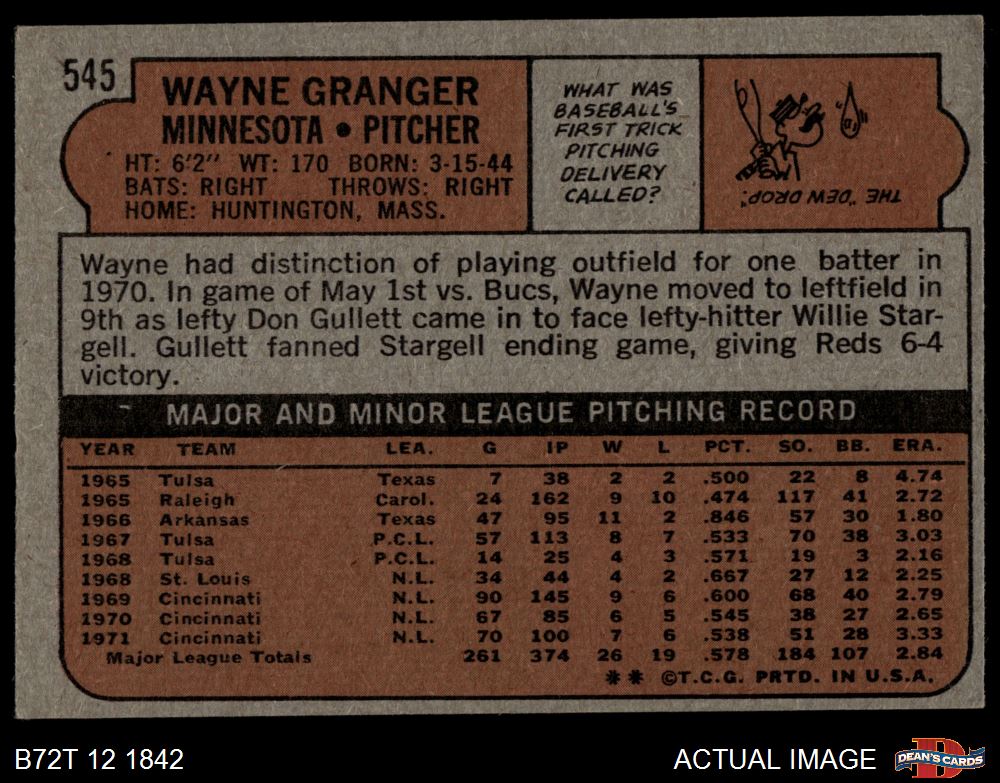 545
WAYNE GRANGER
MINNESOTA • PITCHER
HT: 6'2" WT: 170 BORN: 3-15-44
BATS: RIGHT THROWS: RIGHT
HOME: HUNTINGTON, MASS.
WHAT WAS
BASEBALL'S
FIRST TRICK
PITCHING
DELIVERY
CALLED?
THE "DEW DROP".
Wayne had distinction of playing outfield for one batter in
1970. In game of May 1st vs. Bucs, Wayne moved to leftfield in
9th as lefty Don Gullett came in to face lefty-hitter Willie Star-
gell. Gullett fanned Stargell ending game, giving Reds 6-4
victory.
MAJOR AND MINOR LEAGUE PITCHING RECORD
YEAR TEAM LEA. G IP W L PCT. SO. BB. ERA.
1965 Tulsa Texas 7 38 2 2 .500 22 8 4.74
1965 Raleigh Carol. 24 162 9 10 .474 117 41 2.72
1966 Arkansas Texas 47 95 11 2 .846 57 30 1.80
1967 Tulsa P.C.L. 57 113 8 7 .533 70 38 3.03
1968 Tulsa P.C.L. 14 25 4 3 .571 19 3 2.16
1968 St. Louis N.L. 34 44 4 2 .667 27 12 2.25
1969 Cincinnati N.L. 90 145 9 6 .600 68 40 2.79
1970 Cincinnati N.L. 67 85 6 5 .545 38 27 2.65
1971 Cincinnati N.L. 70 100 7 6 .538 51 28 3.33
Major League Totals 261 374 26 19 .578 184 107 2.84
** ©T.C.G. PRTD. IN U.S.A.
B72T 12 1842
ACTUAL IMAGE
D
DEAN'S CARDS